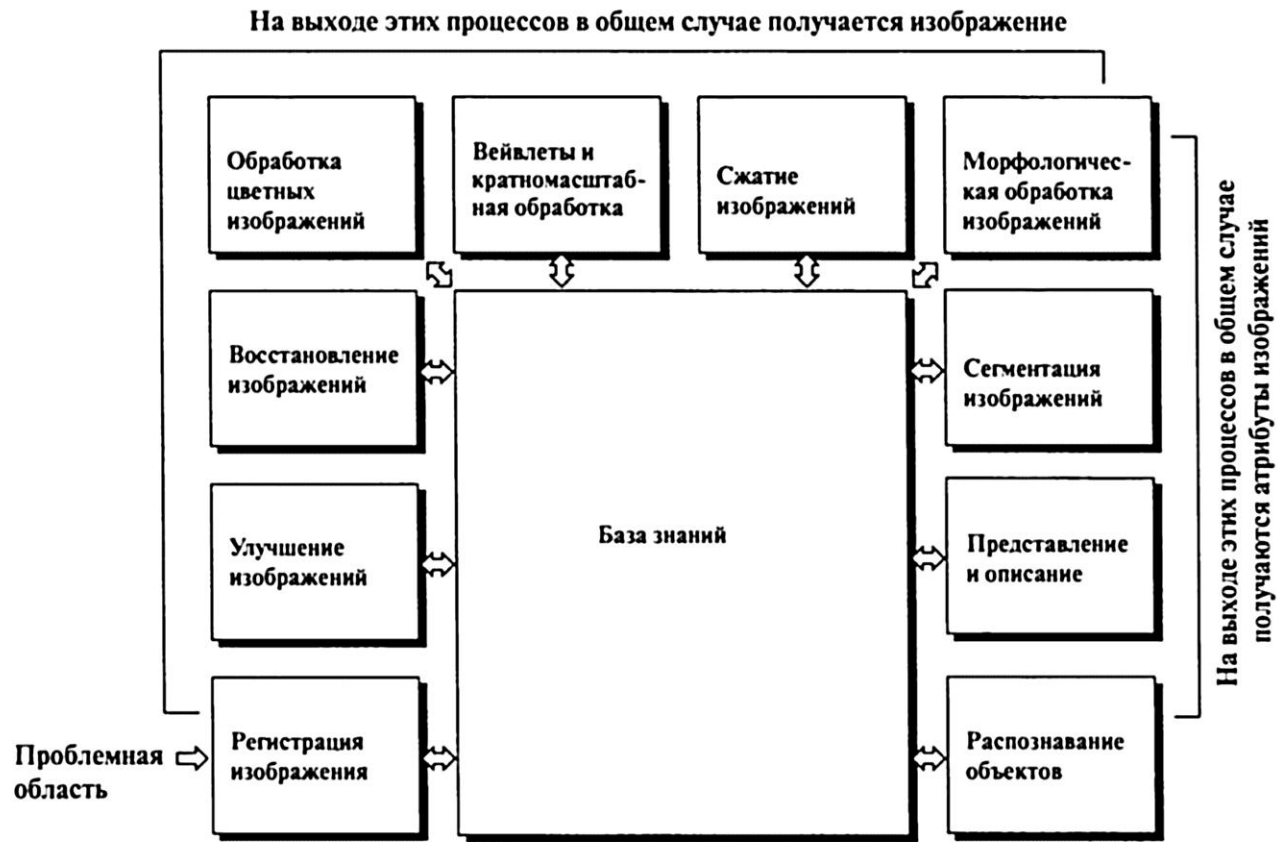 На выходе этих процессов в общем случае получается изображение
Обработка
цветных
изображений
Вейвлеты и
кратномасштаб-
ная обработка
Сжатие
изображений
Морфологичес-
кая обработка
изображений
Восстановление
изображений
Сегментация
изображений
Улучшение
изображений
База знаний
Представление
и описание
Проблемная
область
Регистрация
изображения
Распознавание
объектов
На выходе этих процессов в общем случае
получаются атрибуты изображений